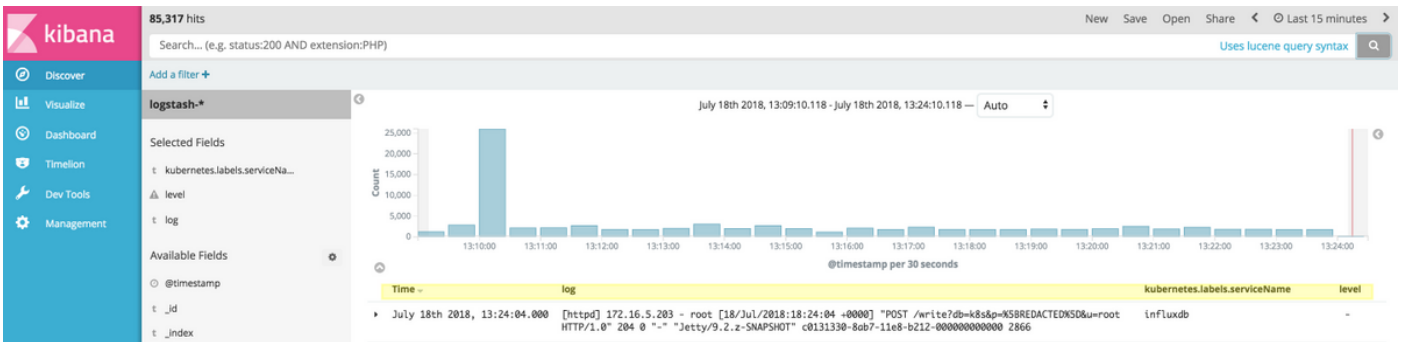 kibana
Discover
Visualize
Dashboard
Timelion
Dev Tools
Management
85,317 hits
New Save Open Share Last 15 minutes
Search... (e.g. status:200 AND extension:PHP)
Uses lucene query syntax
Add a filter +
logstash-*
Selected Fields
t kubernetes.labels.serviceNa...
level
t log
Available Fields
@timestamp
t _id
t _index
July 18th 2018, 13:09:10.118 - July 18th 2018, 13:24:10.118 — Auto
Count
25,000
20,000
15,000
10,000
5,000
0
13:10:00 13:11:00 13:12:00 13:13:00 13:14:00 13:15:00 13:16:00 13:17:00 13:18:00 13:19:00 13:20:00 13:21:00 13:22:00 13:23:00 13:24:00
@timestamp per 30 seconds
Time log kubernetes.labels.serviceName level
July 18th 2018, 13:24:04.000 [httpd] 172.16.5.203 - root [18/Jul/2018:18:24:04 +0000] "POST /write?db=k8s&p=%5BREDACTED%5D&u=root influxdb -
HTTP/1.0" 204 0 "-" "Jetty/9.2.z-SNAPSHOT" c0131330-8ab7-11e8-b212-000000000000 2866